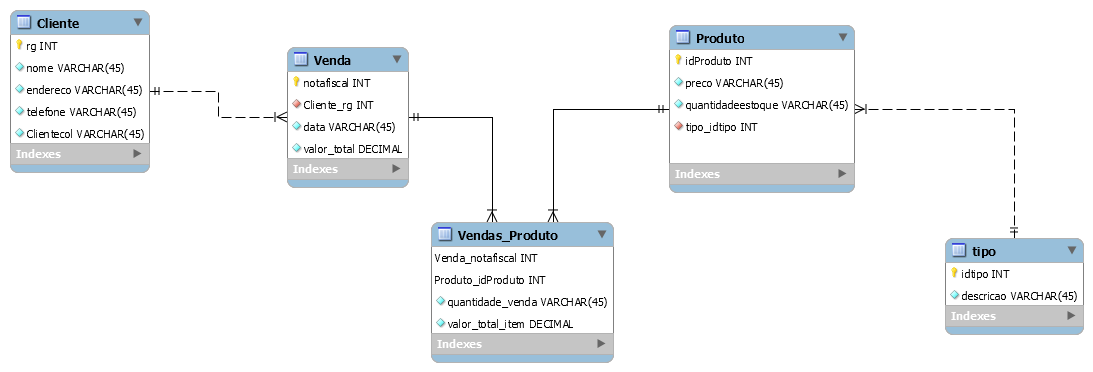 Cliente
rg INT
nome VARCHAR(45)
endereco VARCHAR(45)
telefone VARCHAR(45)
Clientecol VARCHAR(45)
Indexes
Venda
notafiscal INT
Cliente_rg INT
data VARCHAR(45)
valor_total DECIMAL
Indexes
Produto
idProduto INT
preco VARCHAR(45)
quantidadeestoque VARCHAR(45)
tipo_idtipo INT
Indexes
Vendas_Produto
Venda_notafiscal INT
Produto_idProduto INT
quantidade_venda VARCHAR(45)
valor_total_item DECIMAL
Indexes
tipo
idtipo INT
descricao VARCHAR(45)
Indexes